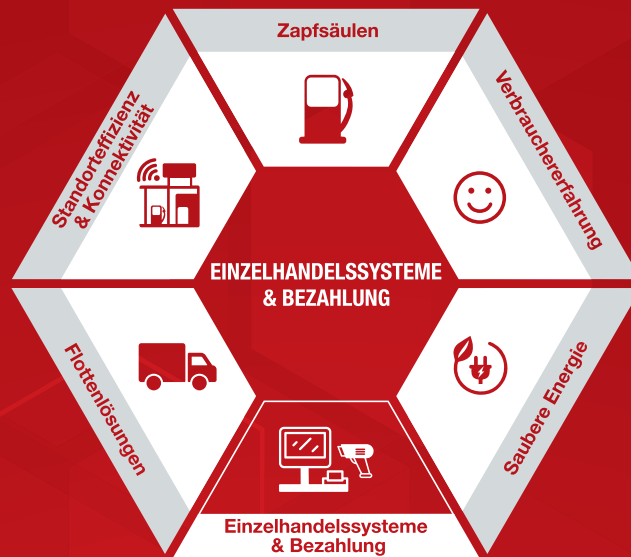 Zapfsäulen
Standorteffizienz
& Konnektivität
Verbrauchererfahrung
EINZELHANDELSSYSTEME
& BEZAHLUNG
Flottenlösungen
Saubere Energie
Einzelhandelssysteme
& Bezahlung